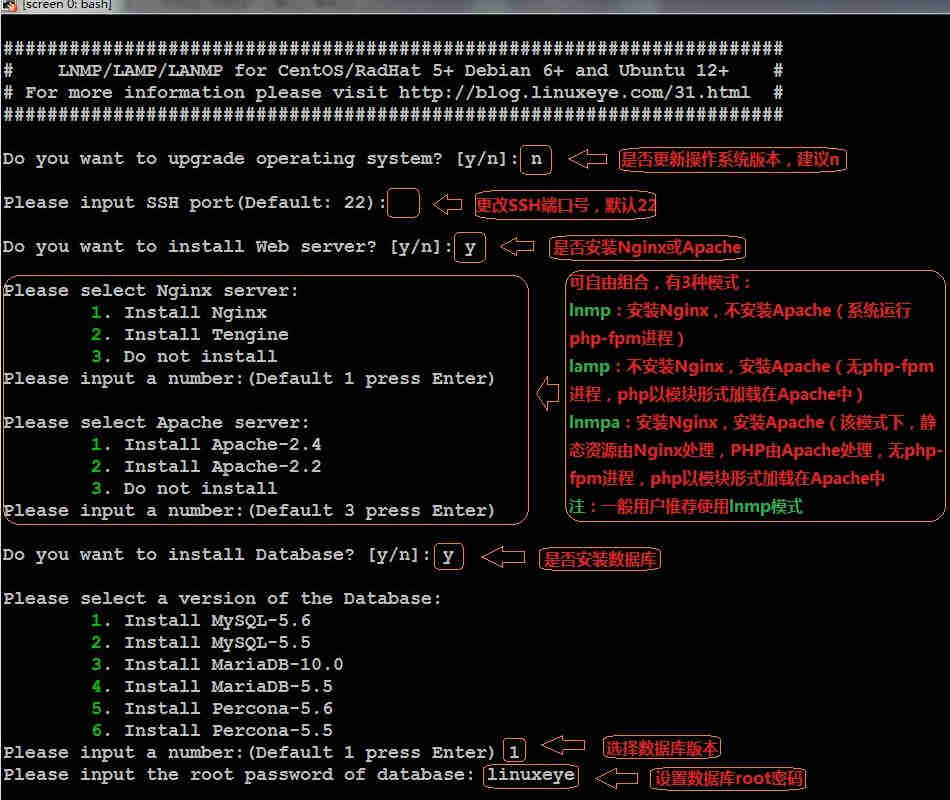 [screen 0: bash]
#######################################################################
#    LNMP/LAMP/LANMP for CentOS/RadHat 5+ Debian 6+ and Ubuntu 12+    #
# For more information please visit http://blog.linuxeye.com/31.html  #
#######################################################################
Do you want to upgrade operating system? [y/n]: n 是否更新操作系统版本，建议n
Please input SSH port(Default: 22): 更改SSH端口号，默认22
Do you want to install Web server? [y/n]: y 是否安装Nginx或Apache
Please select Nginx server:
1. Install Nginx
2. Install Tengine
3. Do not install
Please input a number:(Default 1 press Enter)
Please select Apache server:
1. Install Apache-2.4
2. Install Apache-2.2
3. Do not install
Please input a number:(Default 3 press Enter)
可自由组合，有3种模式：
lnmp：安装Nginx，不安装Apache（系统运行
php-fpm进程）
lamp：不安装Nginx，安装Apache（无php-fpm
进程，php以模块形式加载在Apache中）
lnmpa：安装Nginx，安装Apache（该模式下，静
态资源由Nginx处理，PHP由Apache处理，无php-
fpm进程，php以模块形式加载在Apache中
注：一般用户推荐使用lnmp模式
Do you want to install Database? [y/n]: y 是否安装数据库
Please select a version of the Database:
1. Install MySQL-5.6
2. Install MySQL-5.5
3. Install MariaDB-10.0
4. Install MariaDB-5.5
5. Install Percona-5.6
6. Install Percona-5.5
Please input a number:(Default 1 press Enter) 1 选择数据库版本
Please input the root password of database: linuxeye 设置数据库root密码